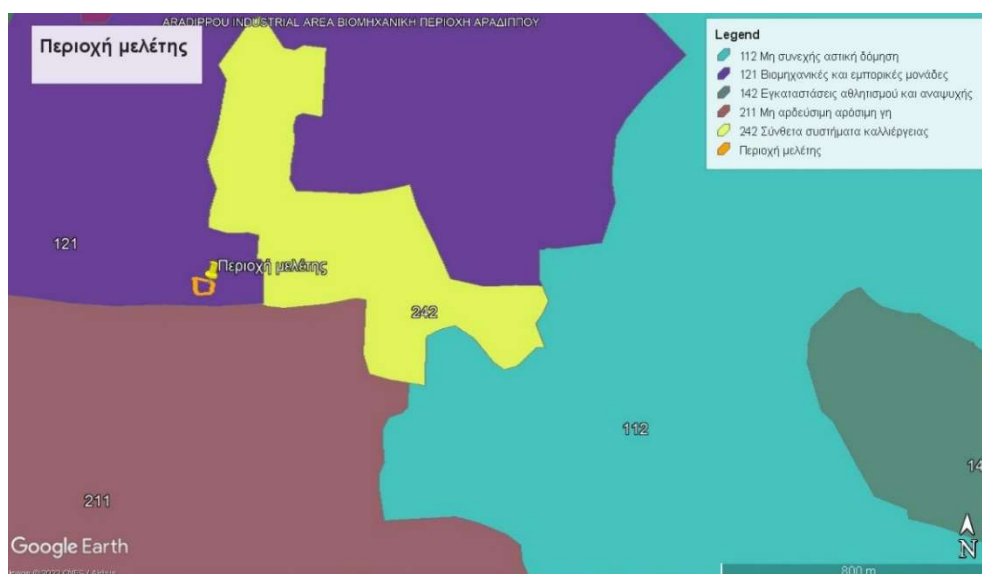 ARADIPPOU INDUSTRIAL AREA ΒΙΟΜΗΧΑΝΙΚΗ ΠΕΡΙΟΧΗ ΑΡΑΔΙΠΠΟΥ
Περιοχή μελέτης
Legend
112 Μη συνεχής αστική δόμηση
121 Βιομηχανικές και εμπορικές μονάδες
142 Εγκαταστάσεις αθλητισμού και αναψυχής
211 Μη αρδεύσιμη αρόσιμη γη
242 Σύνθετα συστήματα καλλιέργειας
Περιοχή μελέτης
121
Περιοχή μελέτης
242
112
14
211
Google Earth
N
800 m